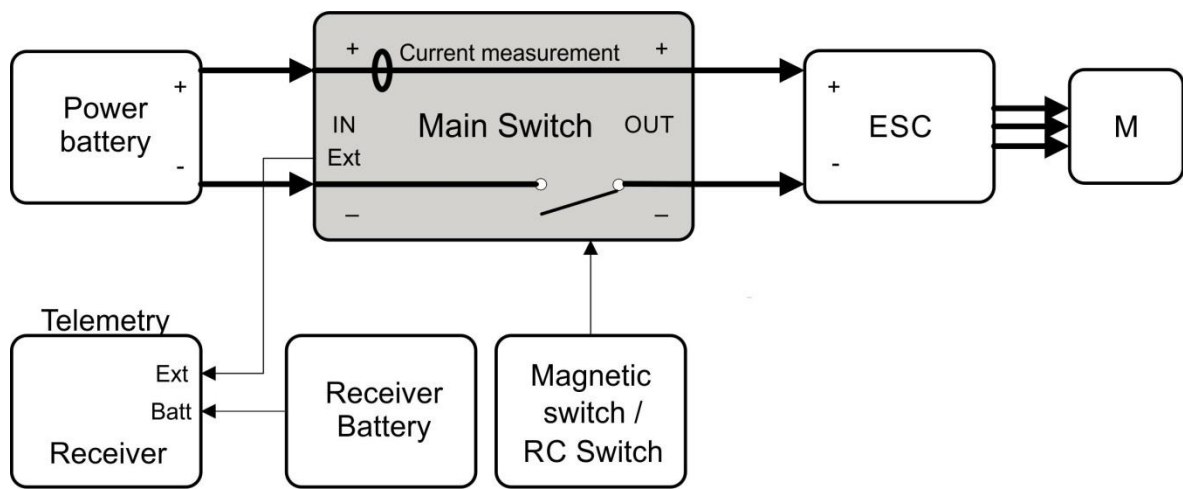 Power
battery
+
-
+
Current measurement
+
IN
Main Switch
OUT
Ext
–
–
+
ESC
-
M
Telemetry
Ext
Batt
Receiver
Receiver
Battery
Magnetic
switch /
RC Switch